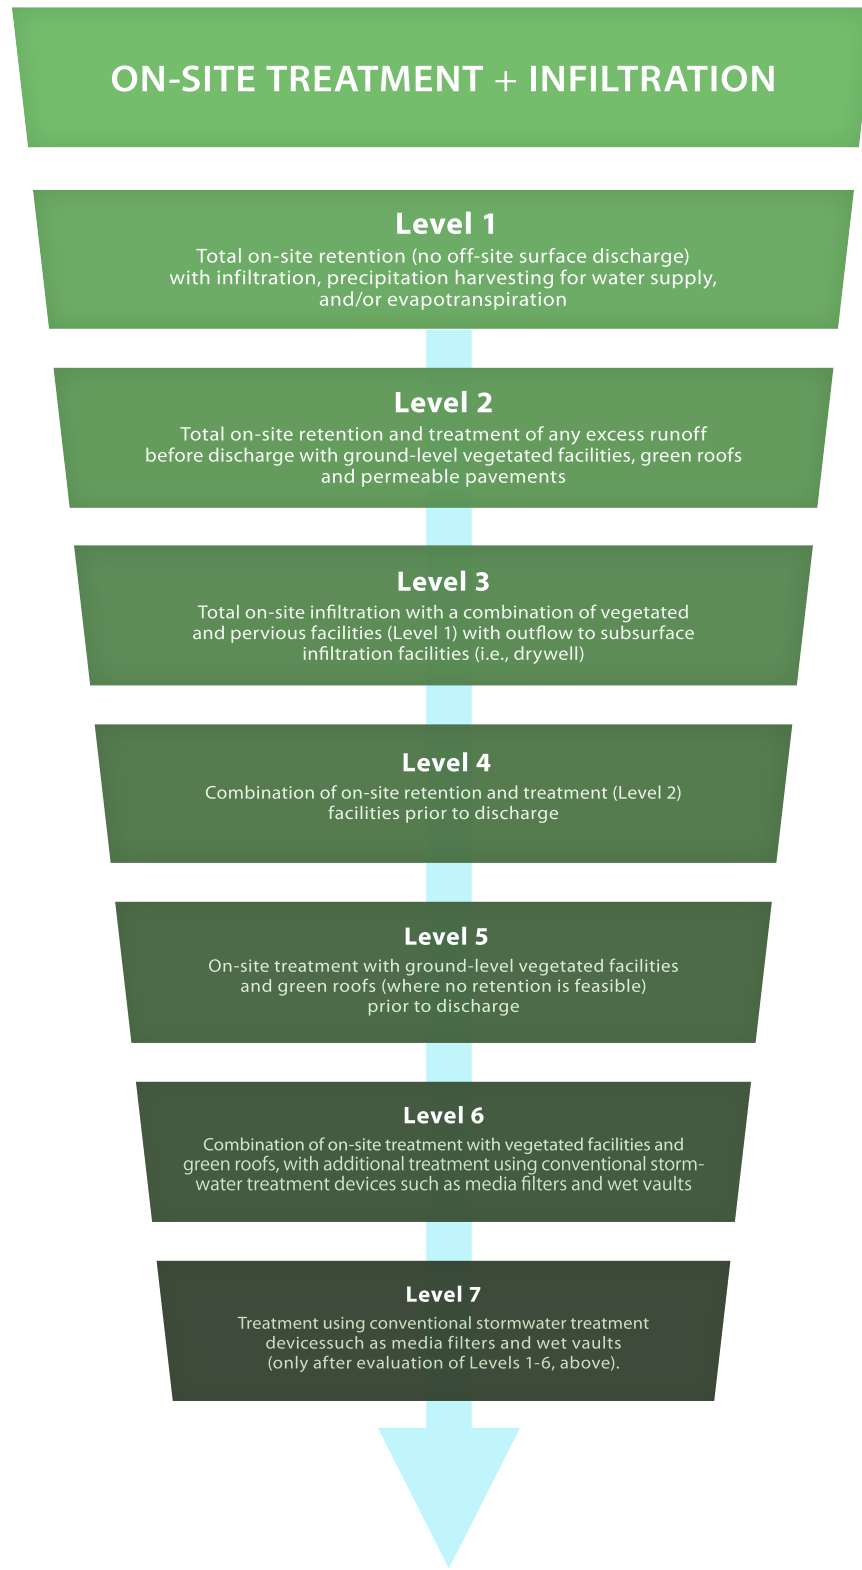 ON-SITE TREATMENT + INFILTRATION
Level 1
Total on-site retention (no off-site surface discharge)
with infiltration, precipitation harvesting for water supply,
and/or evapotranspiration
Level 2
Total on-site retention and treatment of any excess runoff
before discharge with ground-level vegetated facilities, green roofs
and permeable pavements
Level 3
Total on-site infiltration with a combination of vegetated
and pervious facilities (Level 1) with outflow to subsurface
infiltration facilities (i.e., drywell)
Level 4
Combination of on-site retention and treatment (Level 2)
facilities prior to discharge
Level 5
On-site treatment with ground-level vegetated facilities
and green roofs (where no retention is feasible)
prior to discharge
Level 6
Combination of on-site treatment with vegetated facilities and
green roofs, with additional treatment using conventional storm-
water treatment devices such as media filters and wet vaults
Level 7
Treatment using conventional stormwater treatment
devicessuch as media filters and wet vaults
(only after evaluation of Levels 1-6, above).